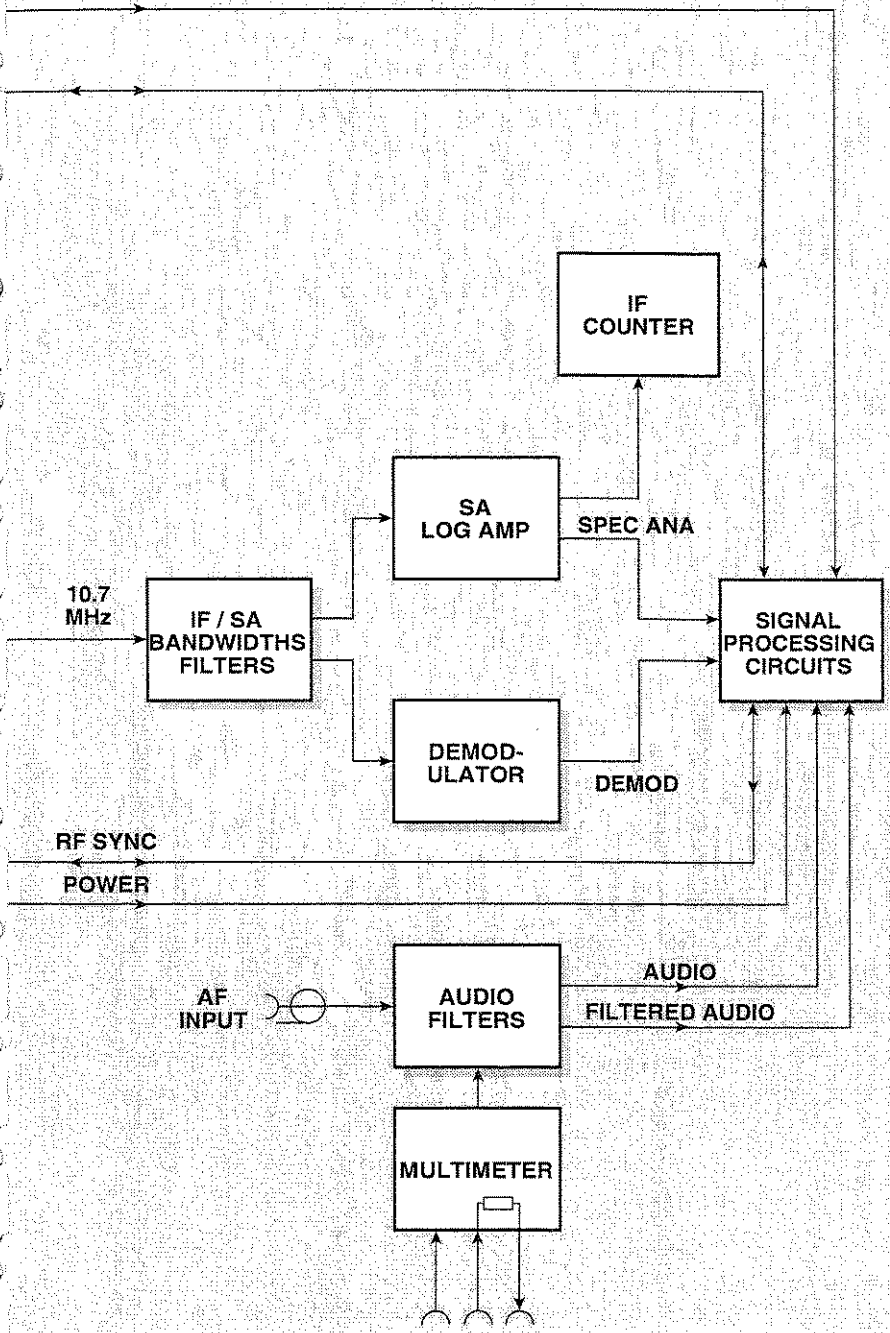 IF
COUNTER
SA
LOG AMP
SPEC ANA
10.7
MHz
IF / SA
BANDWIDTHS
FILTERS
SIGNAL
PROCESSING
CIRCUITS
DEMOD-
ULATOR
DEMOD
RF SYNC
POWER
AF
INPUT
AUDIO
FILTERS
AUDIO
FILTERED AUDIO
MULTIMETER